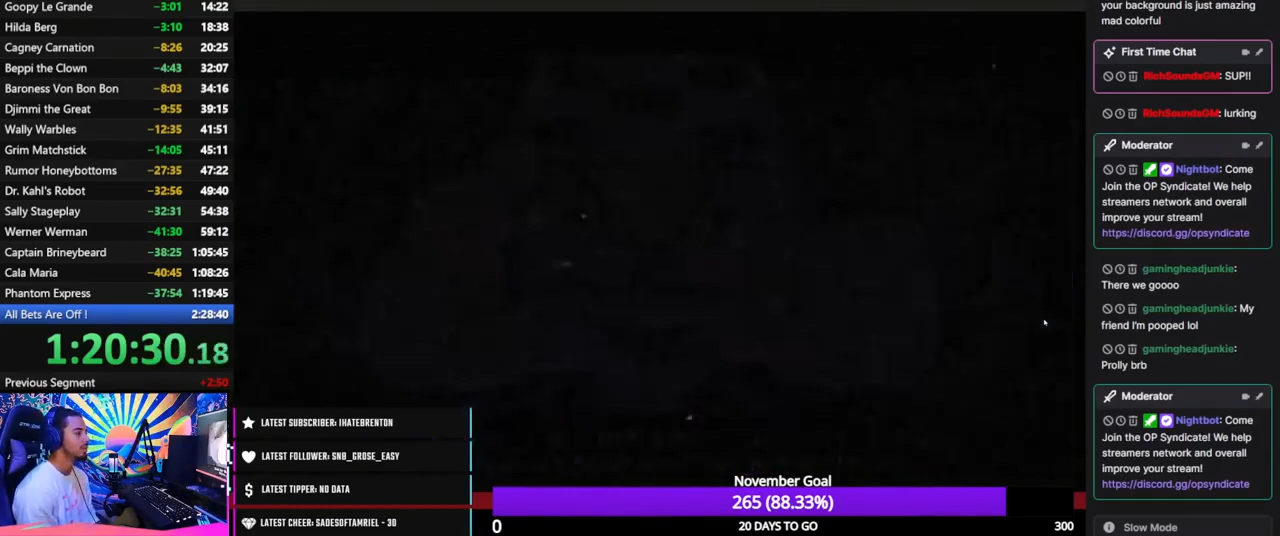 Goopy Le Grande −3:01 14:22
Hilda Berg −3:10 18:38
Cagney Carnation −8:26 20:25
Beppi the Clown −4:43 32:07
Baroness Von Bon Bon −8:03 34:16
Djimmi the Great −9:55 39:15
Wally Warbles −12:35 41:51
Grim Matchstick −14:05 45:11
Rumor Honeybottoms −27:35 47:22
Dr. Kahl's Robot −32:56 49:40
Sally Stageplay −32:31 54:38
Werner Werman −41:30 59:12
Captain Brineybeard −38:25 1:05:45
Cala Maria −40:45 1:08:26
Phantom Express −37:54 1:19:45
All Bets Are Off ! 2:28:40
1:20:30.18
Previous Segment +2:50
LATEST SUBSCRIBER: IHATEBRENTON
LATEST FOLLOWER: SNB_GROSE_EASY
LATEST TIPPER: NO DATA
LATEST CHEER: SADESOFTAMRIEL - 30
November Goal
265 (88.33%)
0 20 DAYS TO GO 300
your background is just amazing
mad colorful
First Time Chat
RichSoundsGM: SUP!!
RichSoundsGM: lurking
Moderator
Nightbot: Come
Join the OP Syndicate! We help
streamers network and overall
improve your stream!
https://discord.gg/opsyndicate
gamingheadjunkie:
There we goooo
gamingheadjunkie: My
friend I'm pooped lol
gamingheadjunkie:
Prolly brb
Moderator
Nightbot: Come
Join the OP Syndicate! We help
streamers network and overall
improve your stream!
https://discord.gg/opsyndicate
Slow Mode